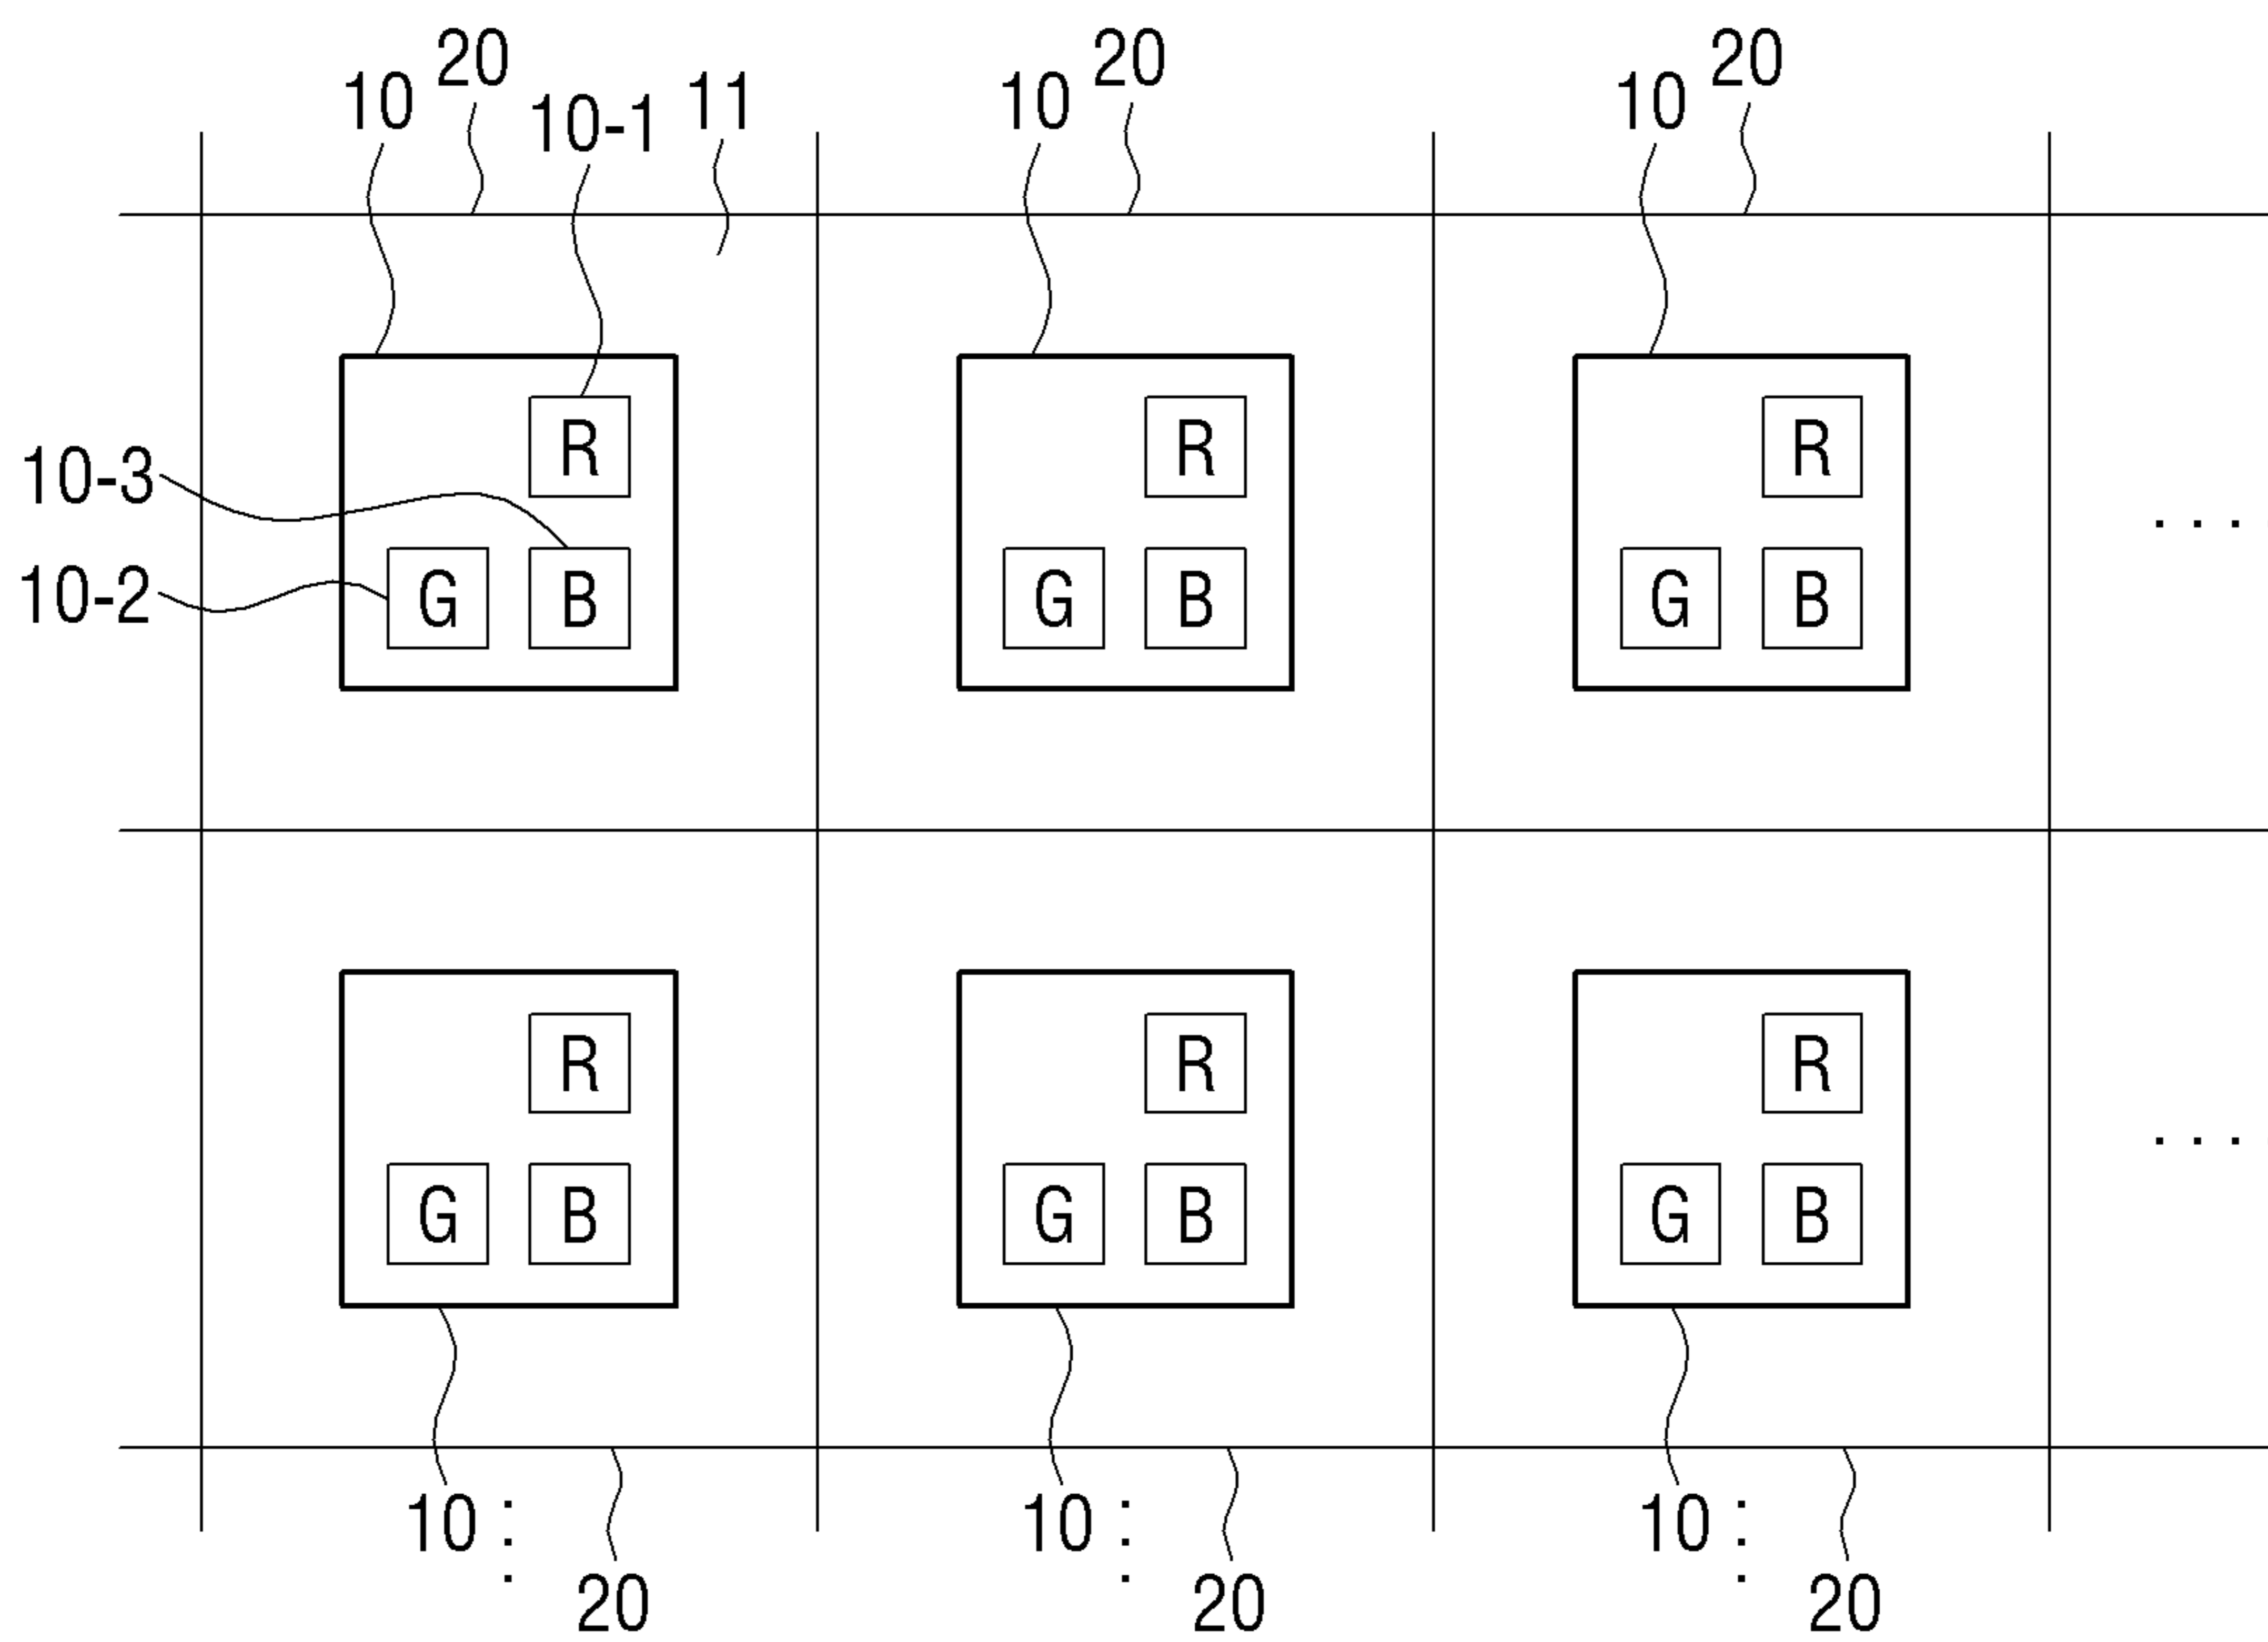 20 20 20
10 10-1 11 10 10
R R R
10-3 . . . .
10-2 G B G B G B
R R R
. . . .
G B G B G B
10 : 10 : 10 :
. . .
20 20 20